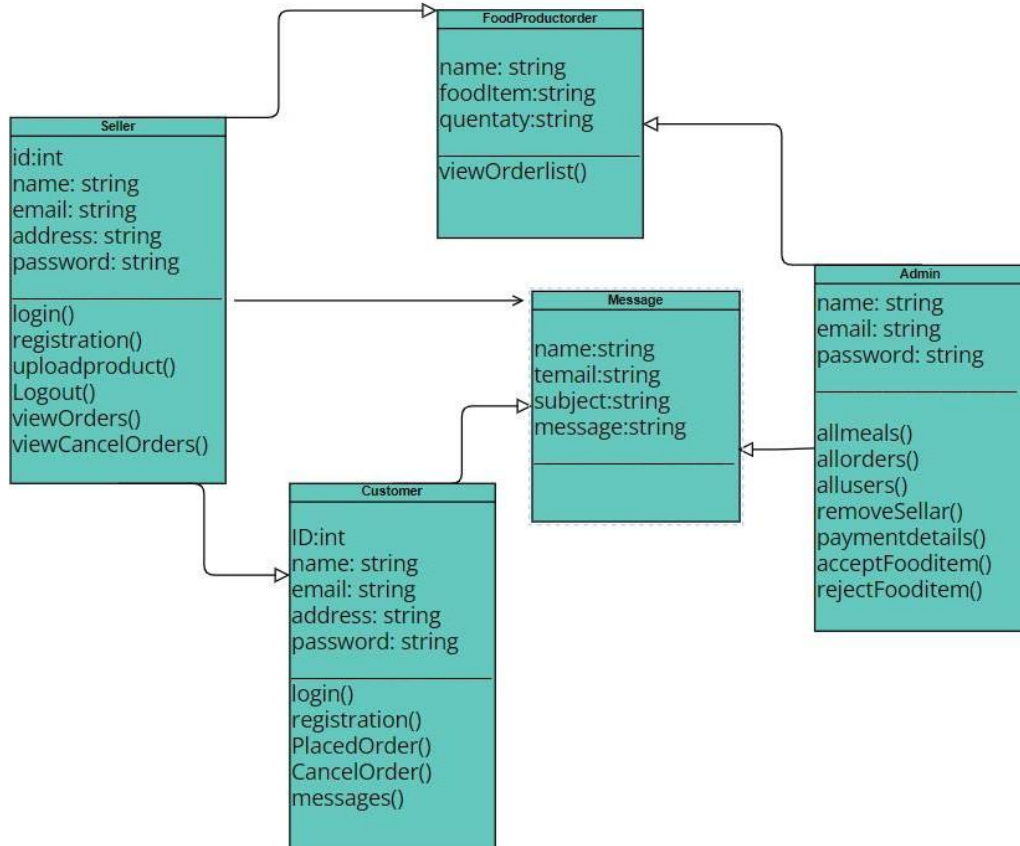 FoodProductorder
name: string
foodItem:string
quentaty:string
viewOrderlist()
Seller
id:int
name: string
email: string
address: string
password: string
login()
registration()
uploadproduct()
Logout()
viewOrders()
viewCancelOrders()
Message
name:string
temail:string
subject:string
message:string
Admin
name: string
email: string
password: string
allmeals()
allorders()
allusers()
removeSellar()
paymentdetails()
acceptFooditem()
rejectFooditem()
Customer
ID:int
name: string
email: string
address: string
password: string
login()
registration()
PlacedOrder()
CancelOrder()
messages()